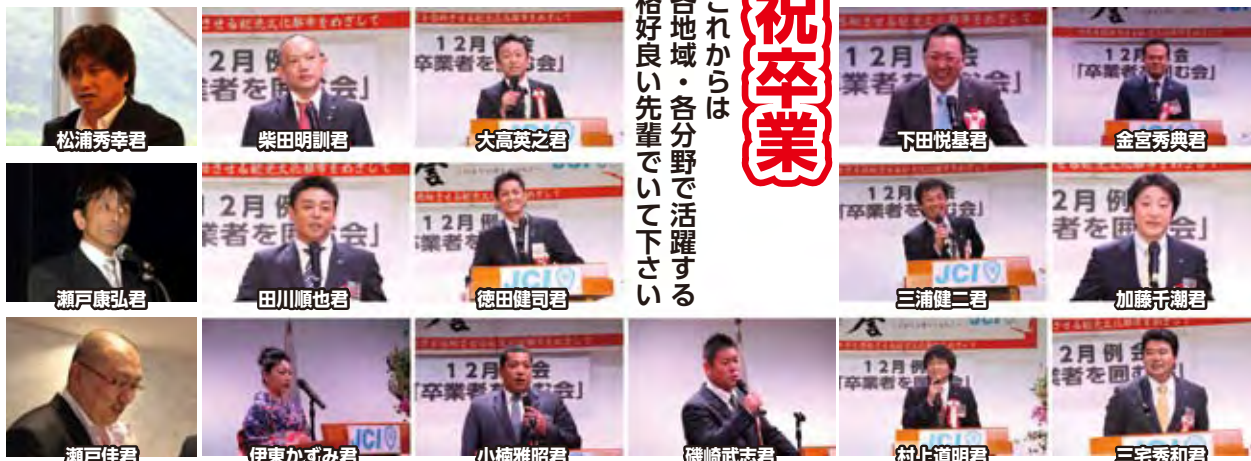 祝卒業
これからは
各地域・各分野で活躍する
格好良い先輩でいて下さい
松浦秀幸君
柴田明訓君
大高英之君
下田悦基君
金宮秀典君
瀬戸康弘君
田川順也君
徳田健司君
三浦健二君
加藤千潮君
瀬戸佳君
伊東かずみ君
小楠雅昭君
磯崎武志君
村上道明君
三宅秀和君
12月例会
「卒業者を囲む会」
JCI